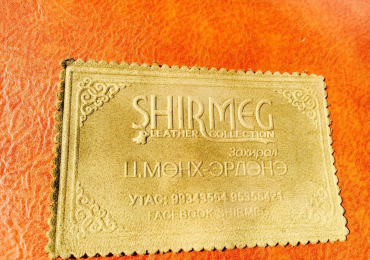 SHIRMEG
LEATHER COLLECTION
Захирал
Ц.МӨНХ-ЭРДЭНЭ
УТАС:
FACEBOOK SHIRMEG